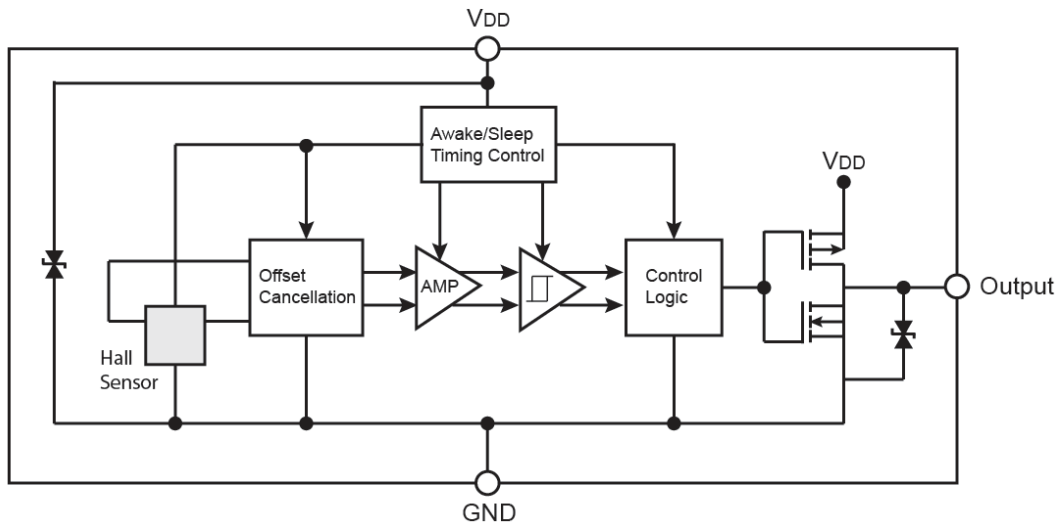 VDD
Awake/Sleep
Timing Control
VDD
Offset
Cancellation
AMP
Control
Logic
Output
Hall
Sensor
GND